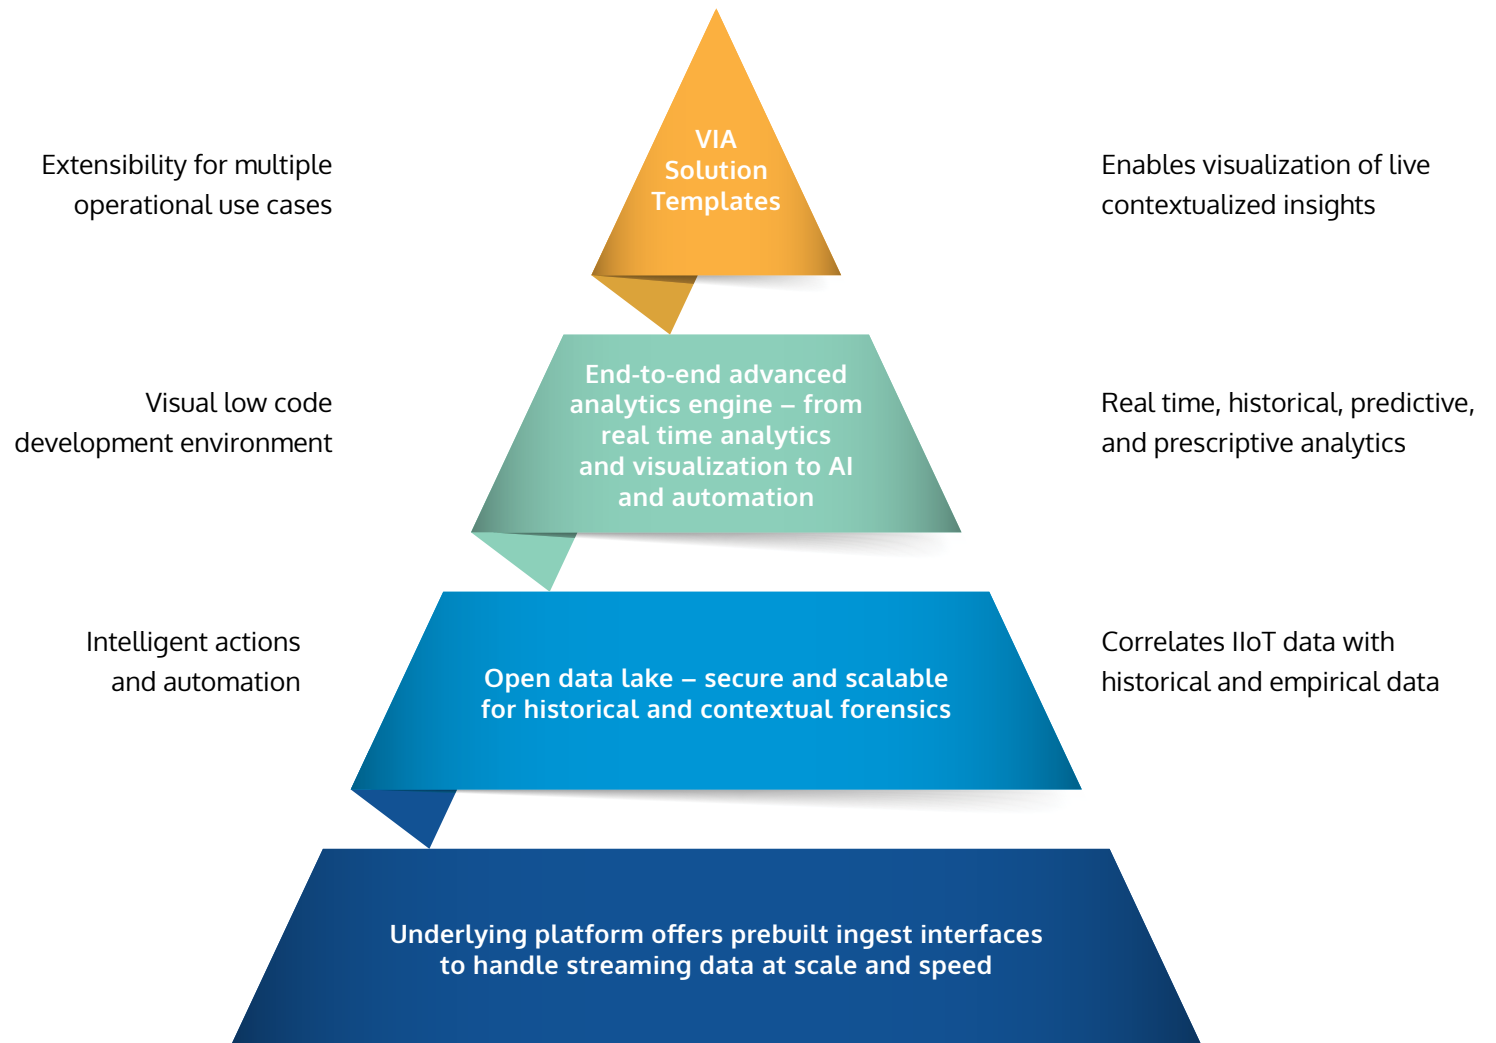 VIA
Solution
Templates
Extensibility for multiple
operational use cases
Enables visualization of live
contextualized insights
End-to-end advanced
analytics engine – from
real time analytics
and visualization to AI
and automation
Visual low code
development environment
Real time, historical, predictive,
and prescriptive analytics
Intelligent actions
and automation
Open data lake – secure and scalable
for historical and contextual forensics
Correlates IIoT data with
historical and empirical data
Underlying platform offers prebuilt ingest interfaces
to handle streaming data at scale and speed